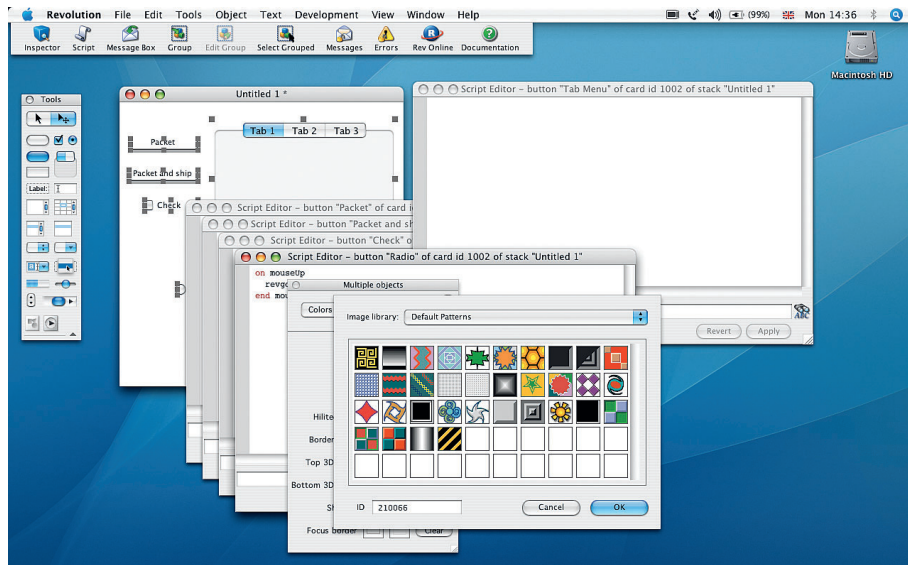 Revolution File Edit Tools Object Text Development View Window Help (99%) Mon 14:36
Inspector Script Message Box Group Edit Group Select Grouped Messages Errors Rev Online Documentation
Macintosh HD
Tools
Label:
Untitled 1 *
Tab 1 Tab 2 Tab 3
Packet
Packet and ship
Check
Script Editor - button "Tab Menu" of card id 1002 of stack "Untitled 1"
ABC
Revert Apply
Script Editor - button "Packet" of card i
Script Editor - button "Packet and sh
Script Editor - button "Check" o
Script Editor - button "Radio" of card id 1002 of stack "Untitled 1"
on mouseUp
revgo
end mou
Multiple objects
Colors
Hilite
Border
Top 3D
Bottom 3D
Sh
Focus border Clear
Image library: Default Patterns
ID 210066 Cancel OK